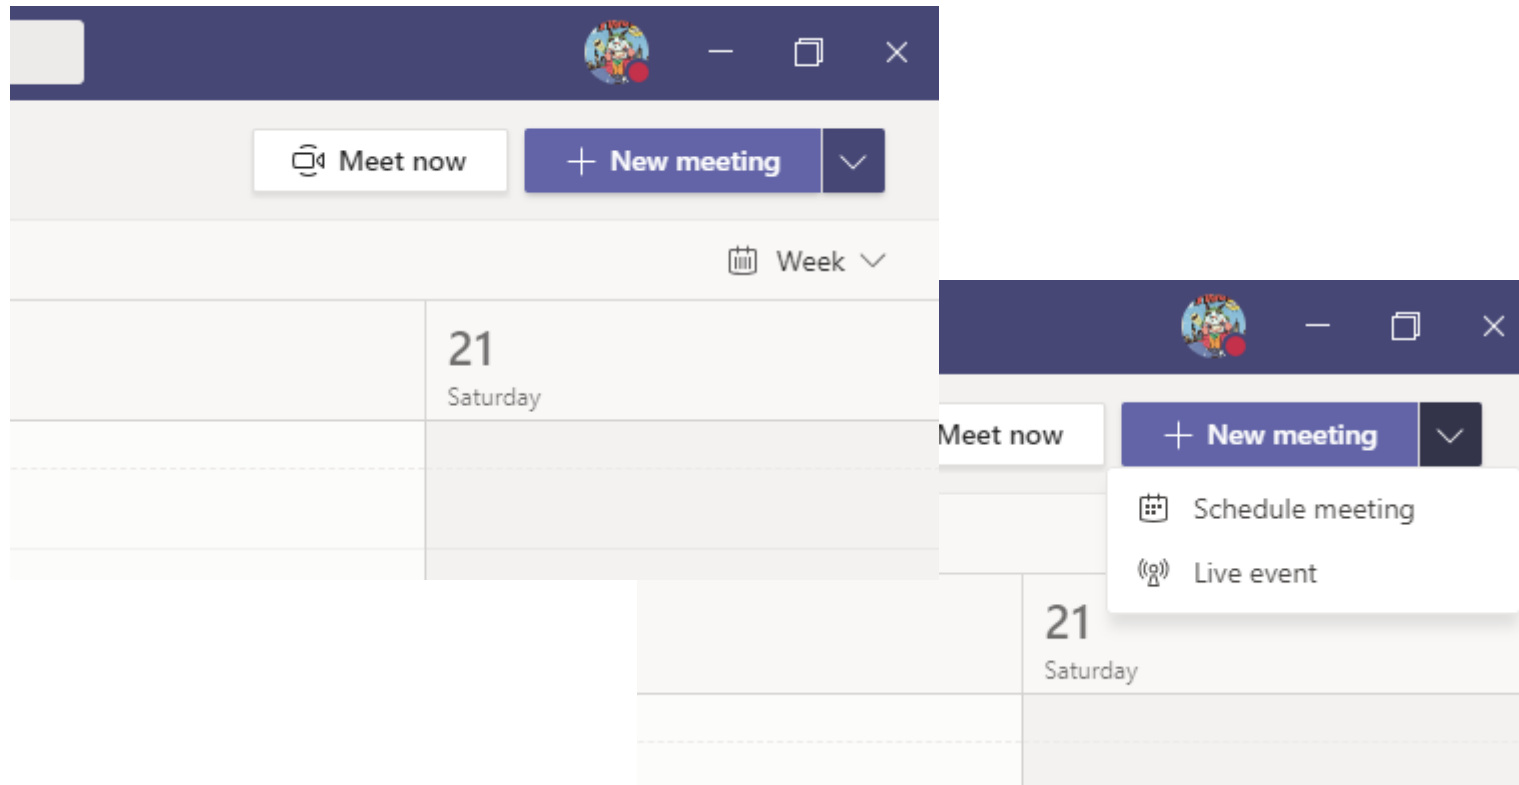 Meet now
New meeting
Week
21
Saturday
Meet now
New meeting
Schedule meeting
Live event
21
Saturday